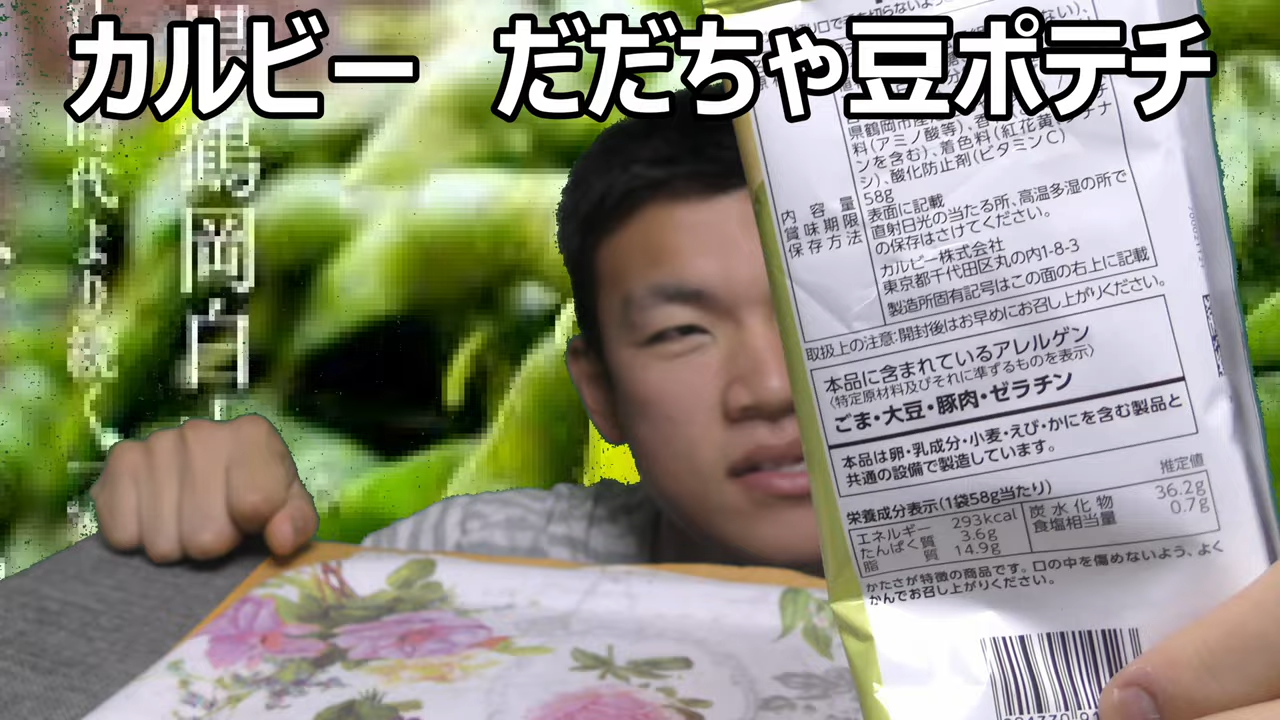 カルビー　だだちゃ豆ポテチ
時代より続く
鶴岡白
県鶴岡市産
料(アミノ酸等)、
ンを含む)、着色料(紅花黄
シ)、酸化防止剤(ビタミンC)
内容量 58g
賞味期限 表面に記載
保存方法 直射日光の当たる所、高温多湿の所で
の保存はさけてください。
カルビー株式会社
東京都千代田区丸の内1-8-3
製造所固有記号はこの面の右上に記載
取扱上の注意:開封後はお早めにお召し上がりください。
本品に含まれているアレルゲン
〈特定原材料及びそれに準ずるものを表示〉
ごま・大豆・豚肉・ゼラチン
本品は卵・乳成分・小麦・えび・かにを含む製品と
共通の設備で製造しています。
栄養成分表示(1袋58g当たり) 推定値
エネルギー 293kcal 炭水化物 36.2g
たんぱく質 3.6g 食塩相当量 0.7g
脂質 14.9g
かたさが特徴の商品です。口の中を傷めないよう、よく
かんでお召し上がりください。